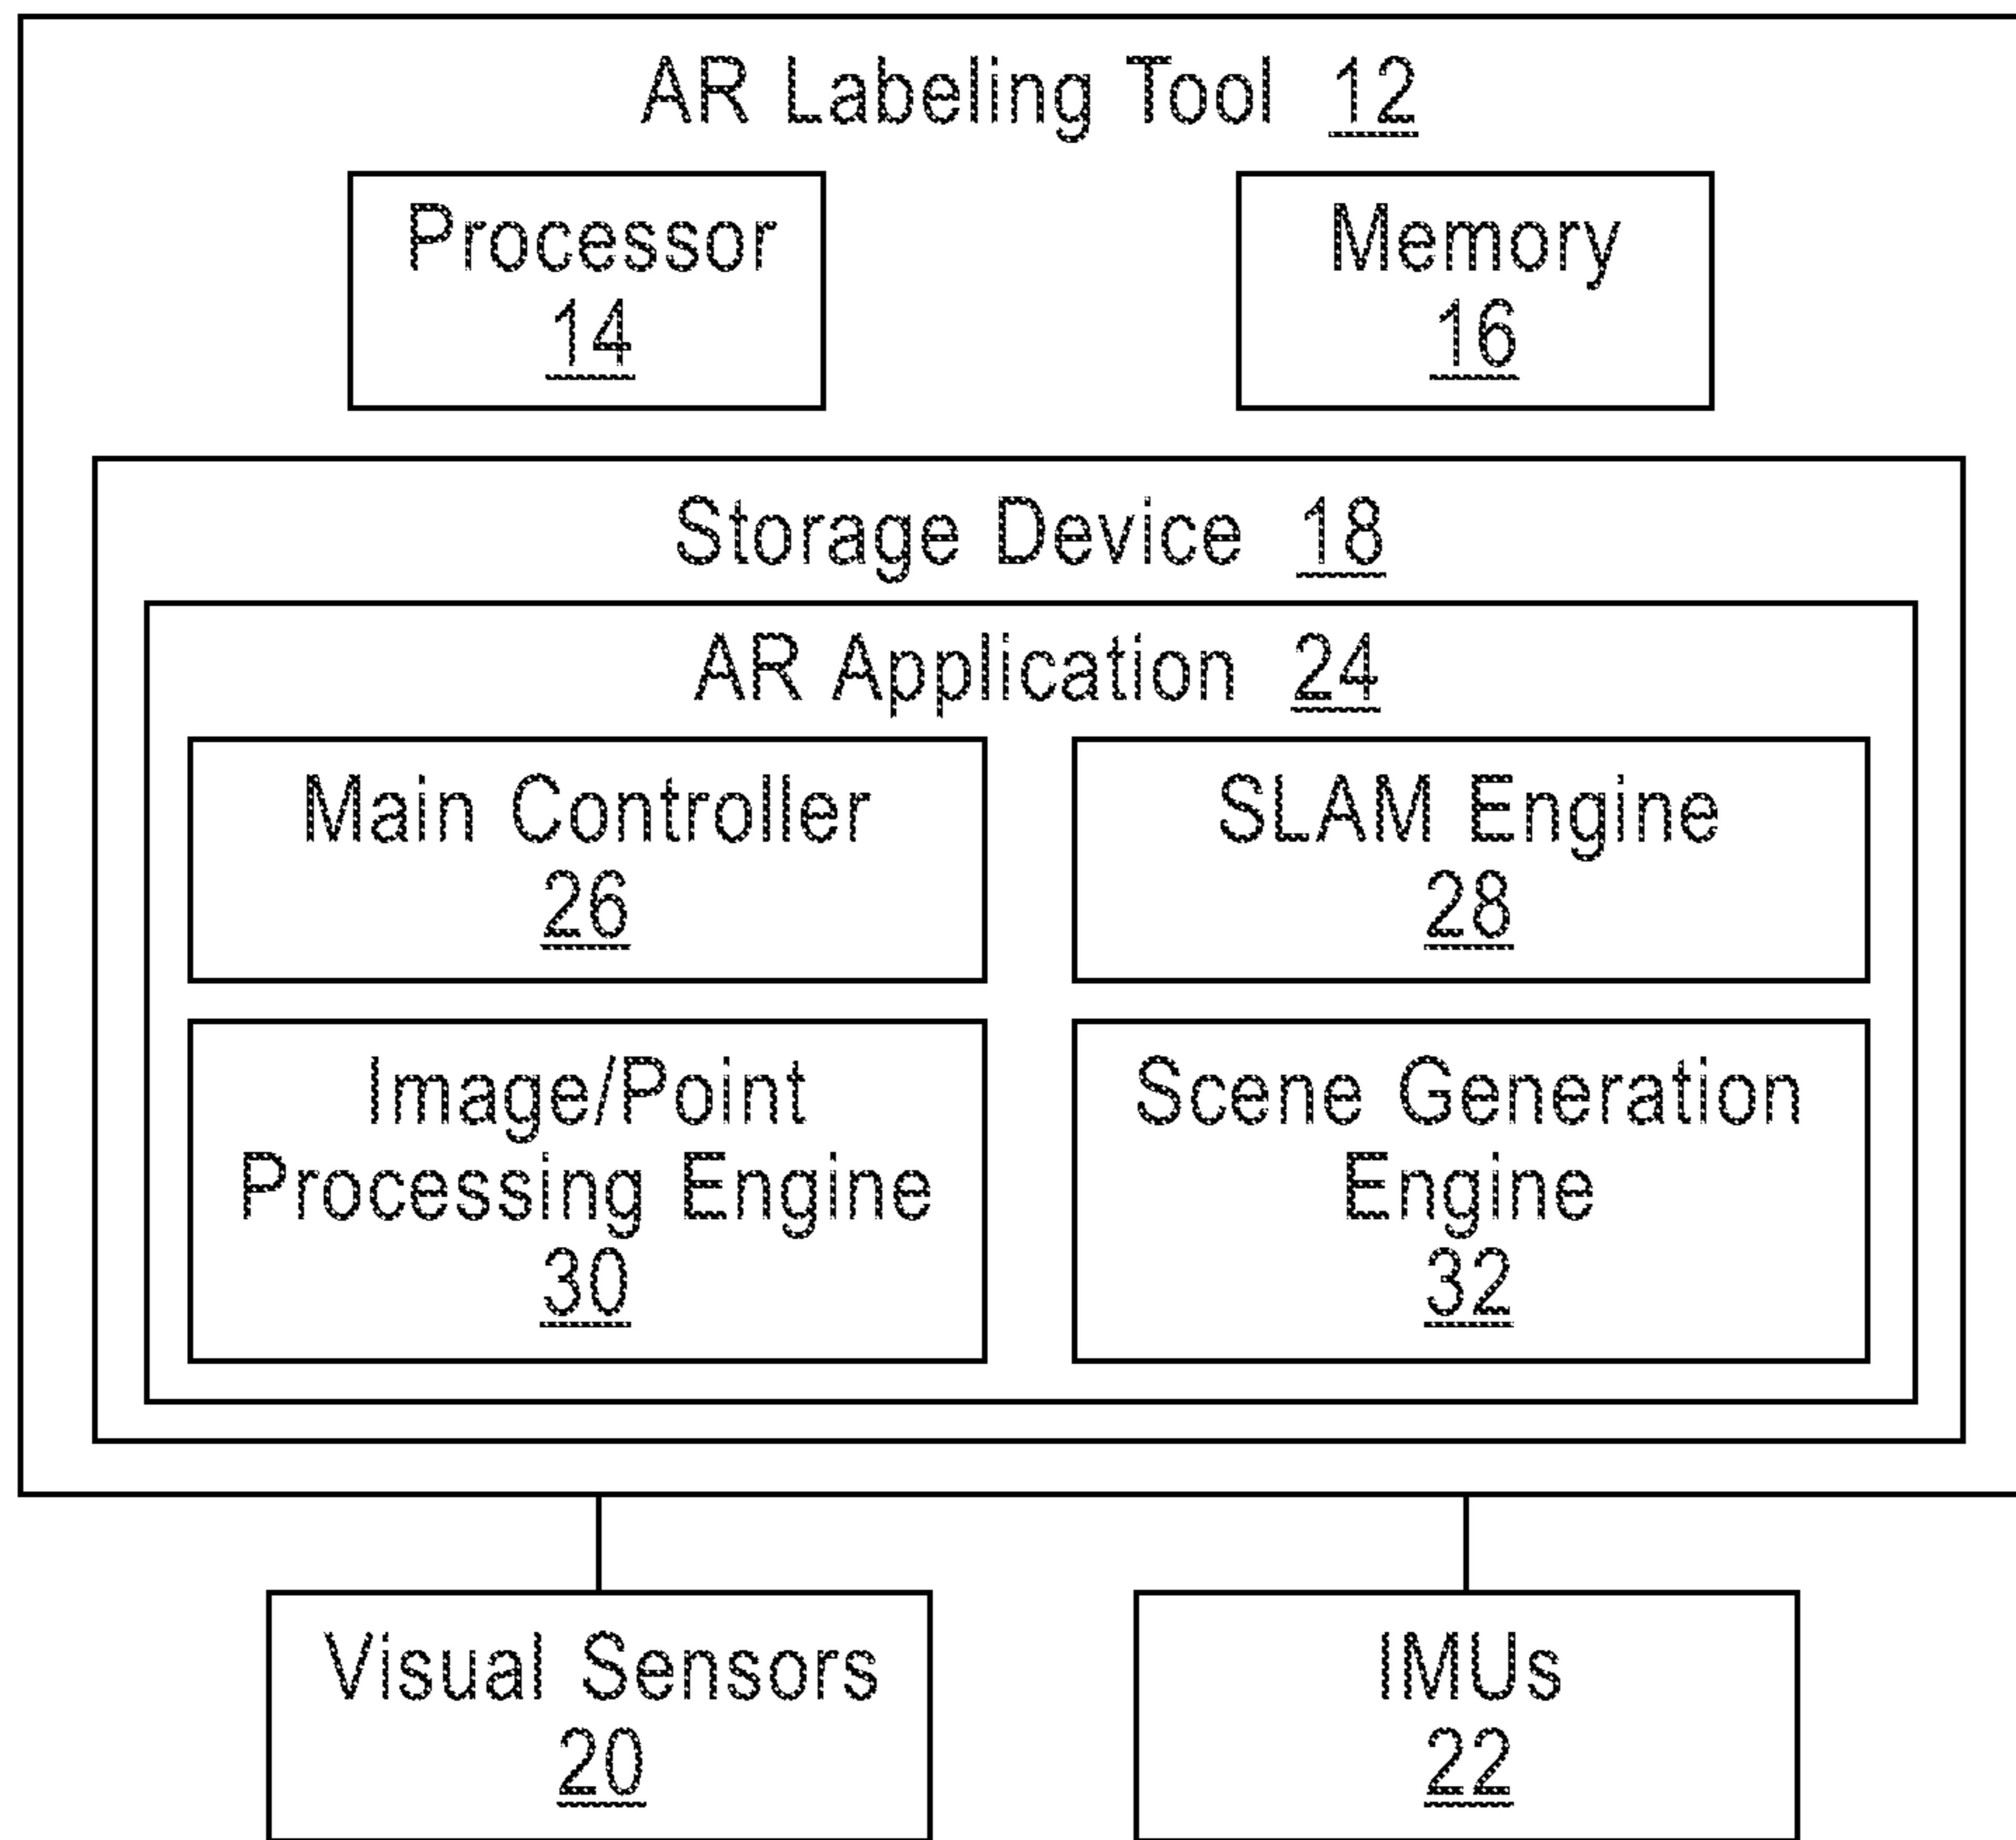 AR Labeling Tool 12
Processor
14
Memory
16
Storage Device 18
AR Application 24
Main Controller
26
SLAM Engine
28
Image/Point
Processing Engine
30
Scene Generation
Engine
32
Visual Sensors
20
IMUs
22